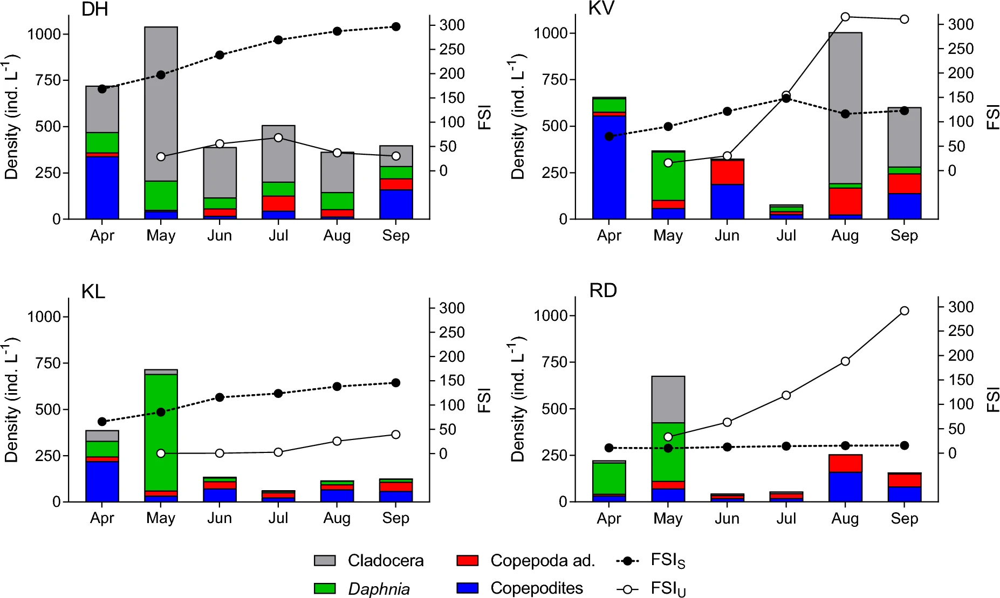 DH
Density (ind. L-1)
1000
750
500
250
0
300
250
200
150
100
50
0
FSI
Apr May Jun Jul Aug Sep
KV
Density (ind. L-1)
1000
750
500
250
0
300
250
200
150
100
50
0
FSI
Apr May Jun Jul Aug Sep
KL
Density (ind. L-1)
1000
750
500
250
0
300
250
200
150
100
50
0
FSI
Apr May Jun Jul Aug Sep
RD
Density (ind. L-1)
1000
750
500
250
0
300
250
200
150
100
50
0
FSI
Apr May Jun Jul Aug Sep
Cladocera Copepoda ad. FSIS
Daphnia Copepodites FSIU